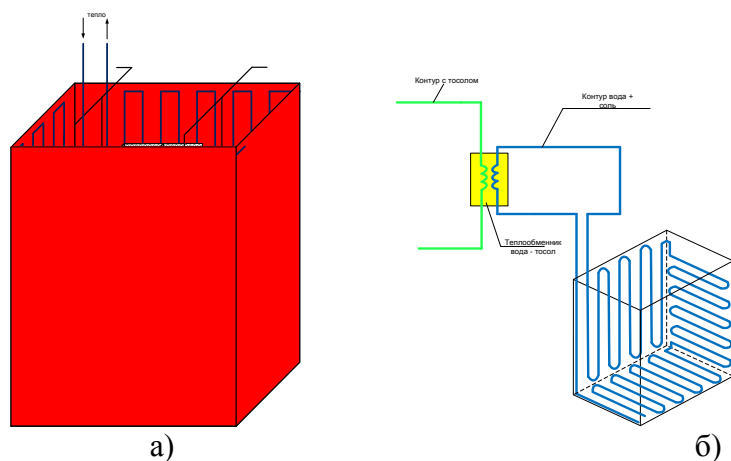 тепло
Контур с тосолом
Контур вода +
соль
Теплообменник
вода - тосол
а)
б)